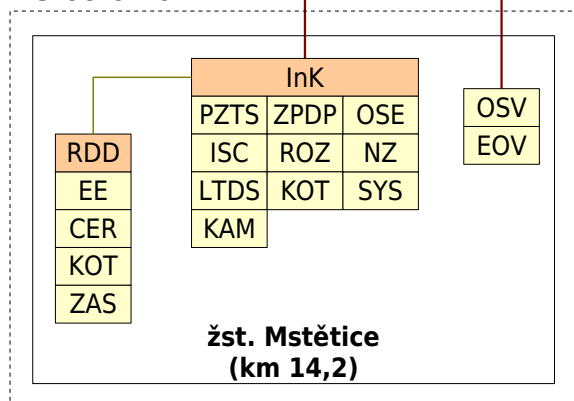 InK
PZTS ZPDP OSE
ISC ROZ NZ
LTDS KOT SYS
KAM
OSV
EOV
RDD
EE
CER
KOT
ZAS
žst. Mstětice
(km 14,2)